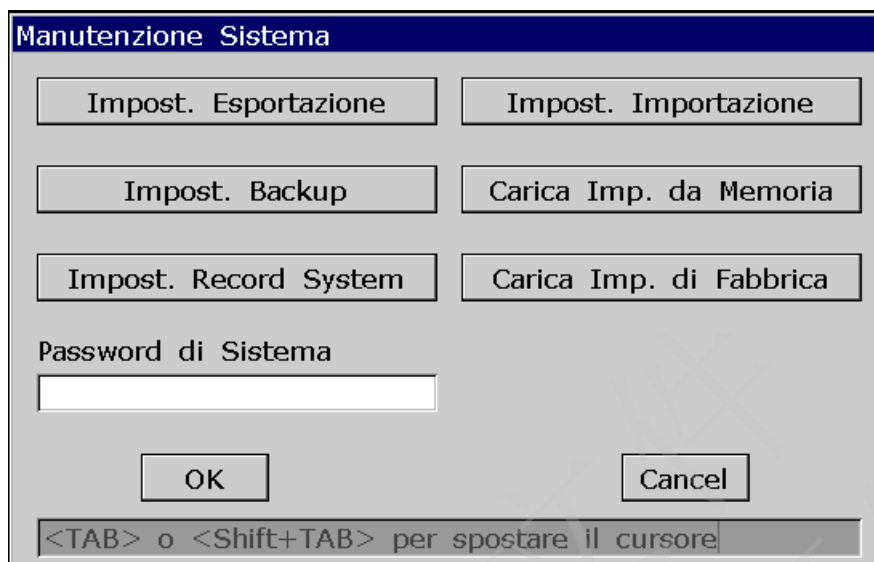 Manutenzione Sistema
Impost. Esportazione
Impost. Importazione
Impost. Backup
Carica Imp. da Memoria
Impost. Record System
Carica Imp. di Fabbrica
Password di Sistema
OK
Cancel
<TAB> o <Shift+TAB> per spostare il cursore